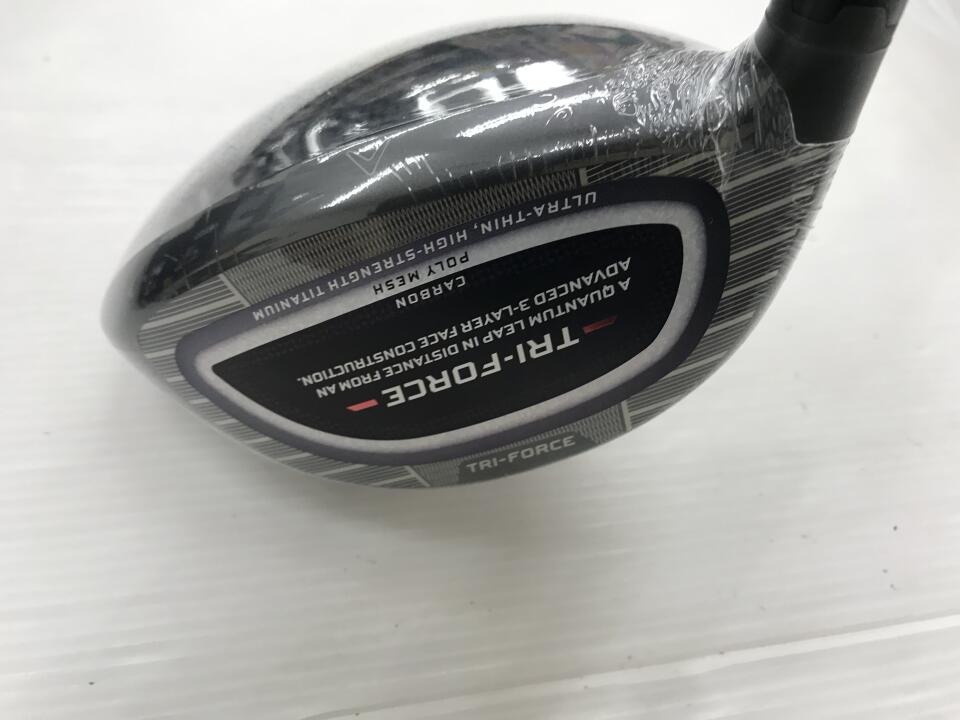 TRI-FORCE
A QUANTUM LEAP IN DISTANCE FROM AN
ADVANCED 3-LAYER FACE CONSTRUCTION.
CARBON
POLY MESH
ULTRA-THIN, HIGH-STRENGTH TITANIUM
TRI-FORCE